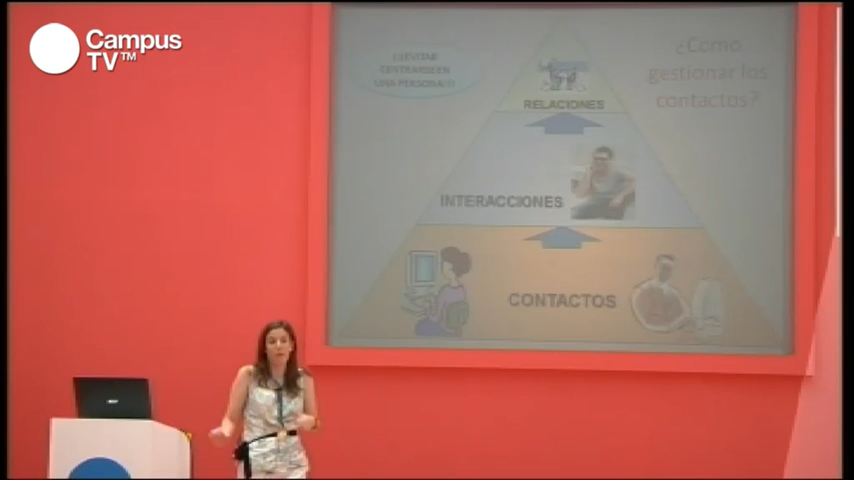 Campus
TV™
¡¡¡EVITAR
CENTRARSE EN
UNA PERSONA!!!
¿Como
gestionar los
contactos?
RELACIONES
INTERACCIONES
CONTACTOS